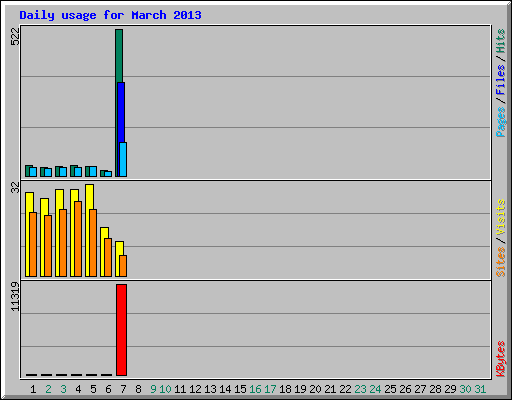 Daily usage for March 2013
522
Pages / Files / Hits
32
Sites / Visits
11319
KBytes
1 2 3 4 5 6 7 8 9 10 11 12 13 14 15 16 17 18 19 20 21 22 23 24 25 26 27 28 29 30 31